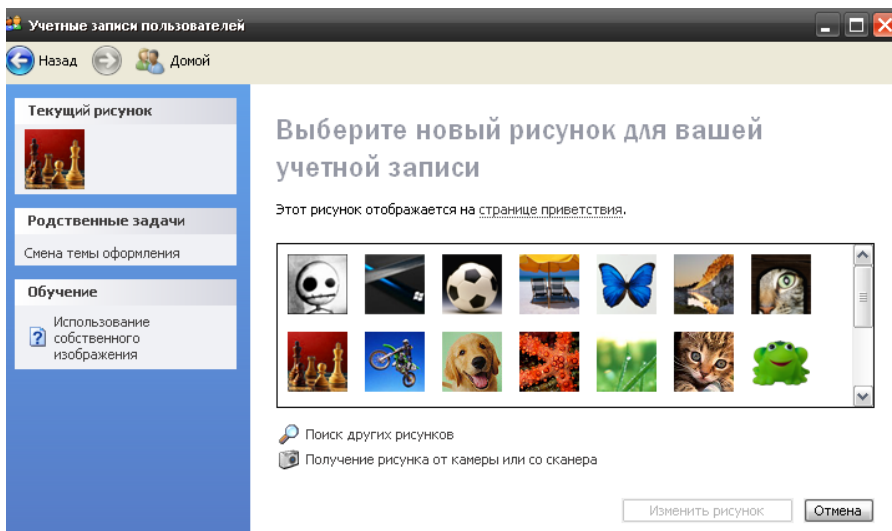 Учетные записи пользователей
Назад
Домой
Текущий рисунок
Родственные задачи
Смена темы оформления
Обучение
Использование
собственного
изображения
Выберите новый рисунок для вашей
учетной записи
Этот рисунок отображается на странице приветствия.
Поиск других рисунков
Получение рисунка от камеры или со сканера
Изменить рисунок
Отмена